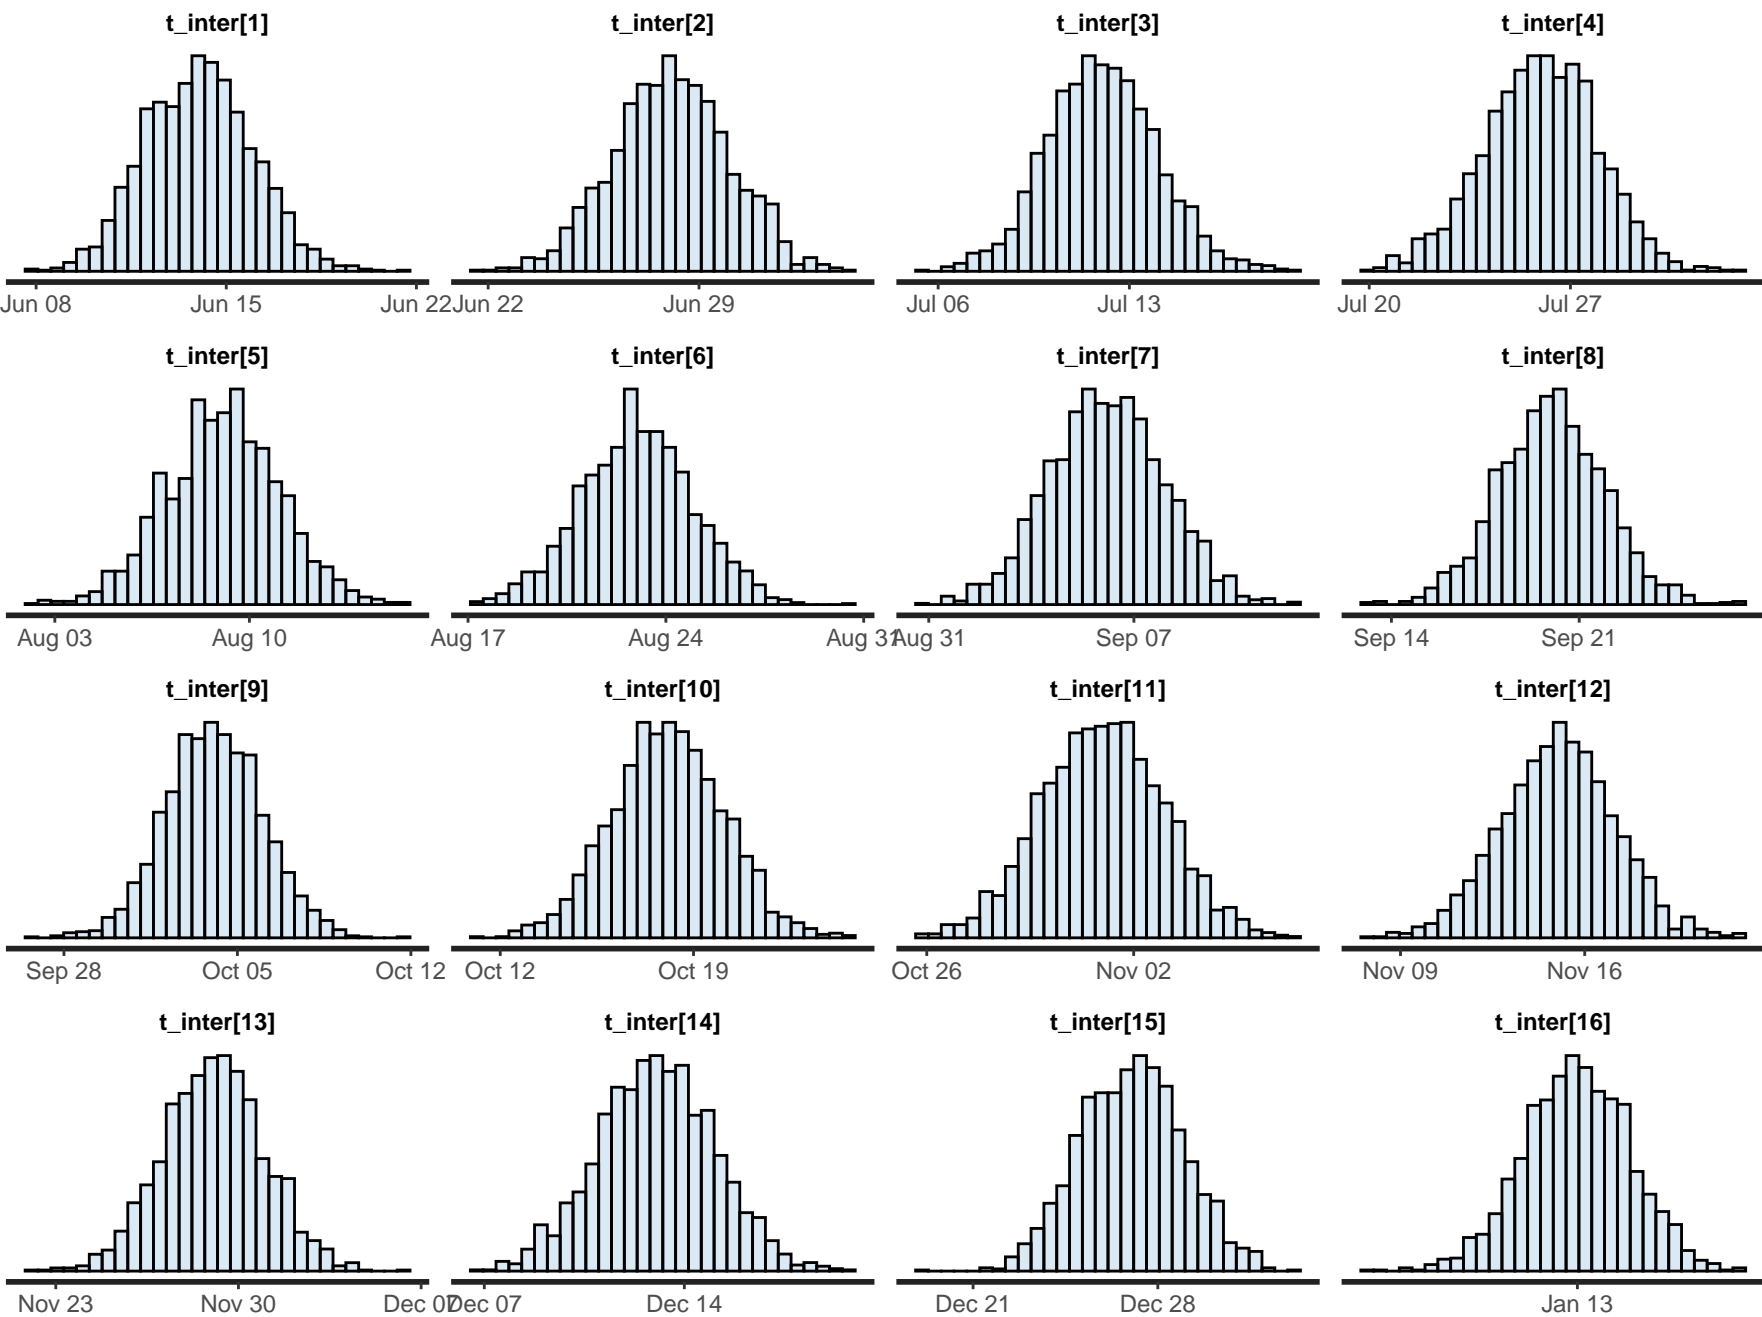 t_inter[1] t_inter[2] t_inter[3] t_inter[4]
Jun 08 Jun 15 Jun 22 Jun 22 Jun 29 Jul 06 Jul 13 Jul 20 Jul 27
t_inter[5] t_inter[6] t_inter[7] t_inter[8]
Aug 03 Aug 10 Aug 17 Aug 24 Aug 31 Aug 31 Sep 07 Sep 14 Sep 21
t_inter[9] t_inter[10] t_inter[11] t_inter[12]
Sep 28 Oct 05 Oct 12 Oct 12 Oct 19 Oct 26 Nov 02 Nov 09 Nov 16
t_inter[13] t_inter[14] t_inter[15] t_inter[16]
Nov 23 Nov 30 Dec 07 Dec 07 Dec 14 Dec 21 Dec 28 Jan 13